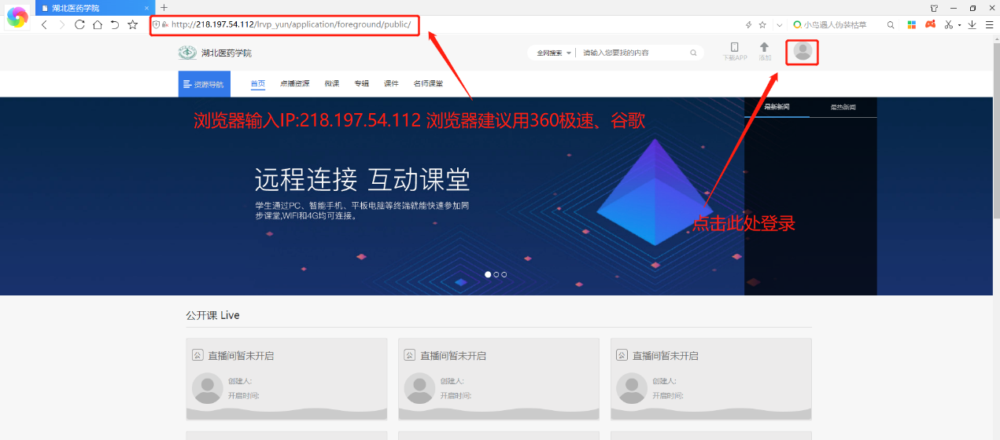 湖北医药学院
http://218.197.54.112/lrvp_yun/application/foreground/public/
小鸟遇人伪装枯草
湖北医药学院
全网搜索
请输入您要找的内容
下载APP
添加
资源导航
首页
点播资源
微课
专辑
课件
名师课堂
最新新闻
最热新闻
浏览器输入IP:218.197.54.112 浏览器建议用360极速、谷歌
远程连接 互动课堂
学生通过PC、智能手机、平板电脑等终端就能快速参加同
步课堂,WIFI和4G均可连接。
点击此处登录
公开课 Live
公 直播间暂未开启
创建人:
开启时间:
公 直播间暂未开启
创建人:
开启时间:
公 直播间暂未开启
创建人:
开启时间: